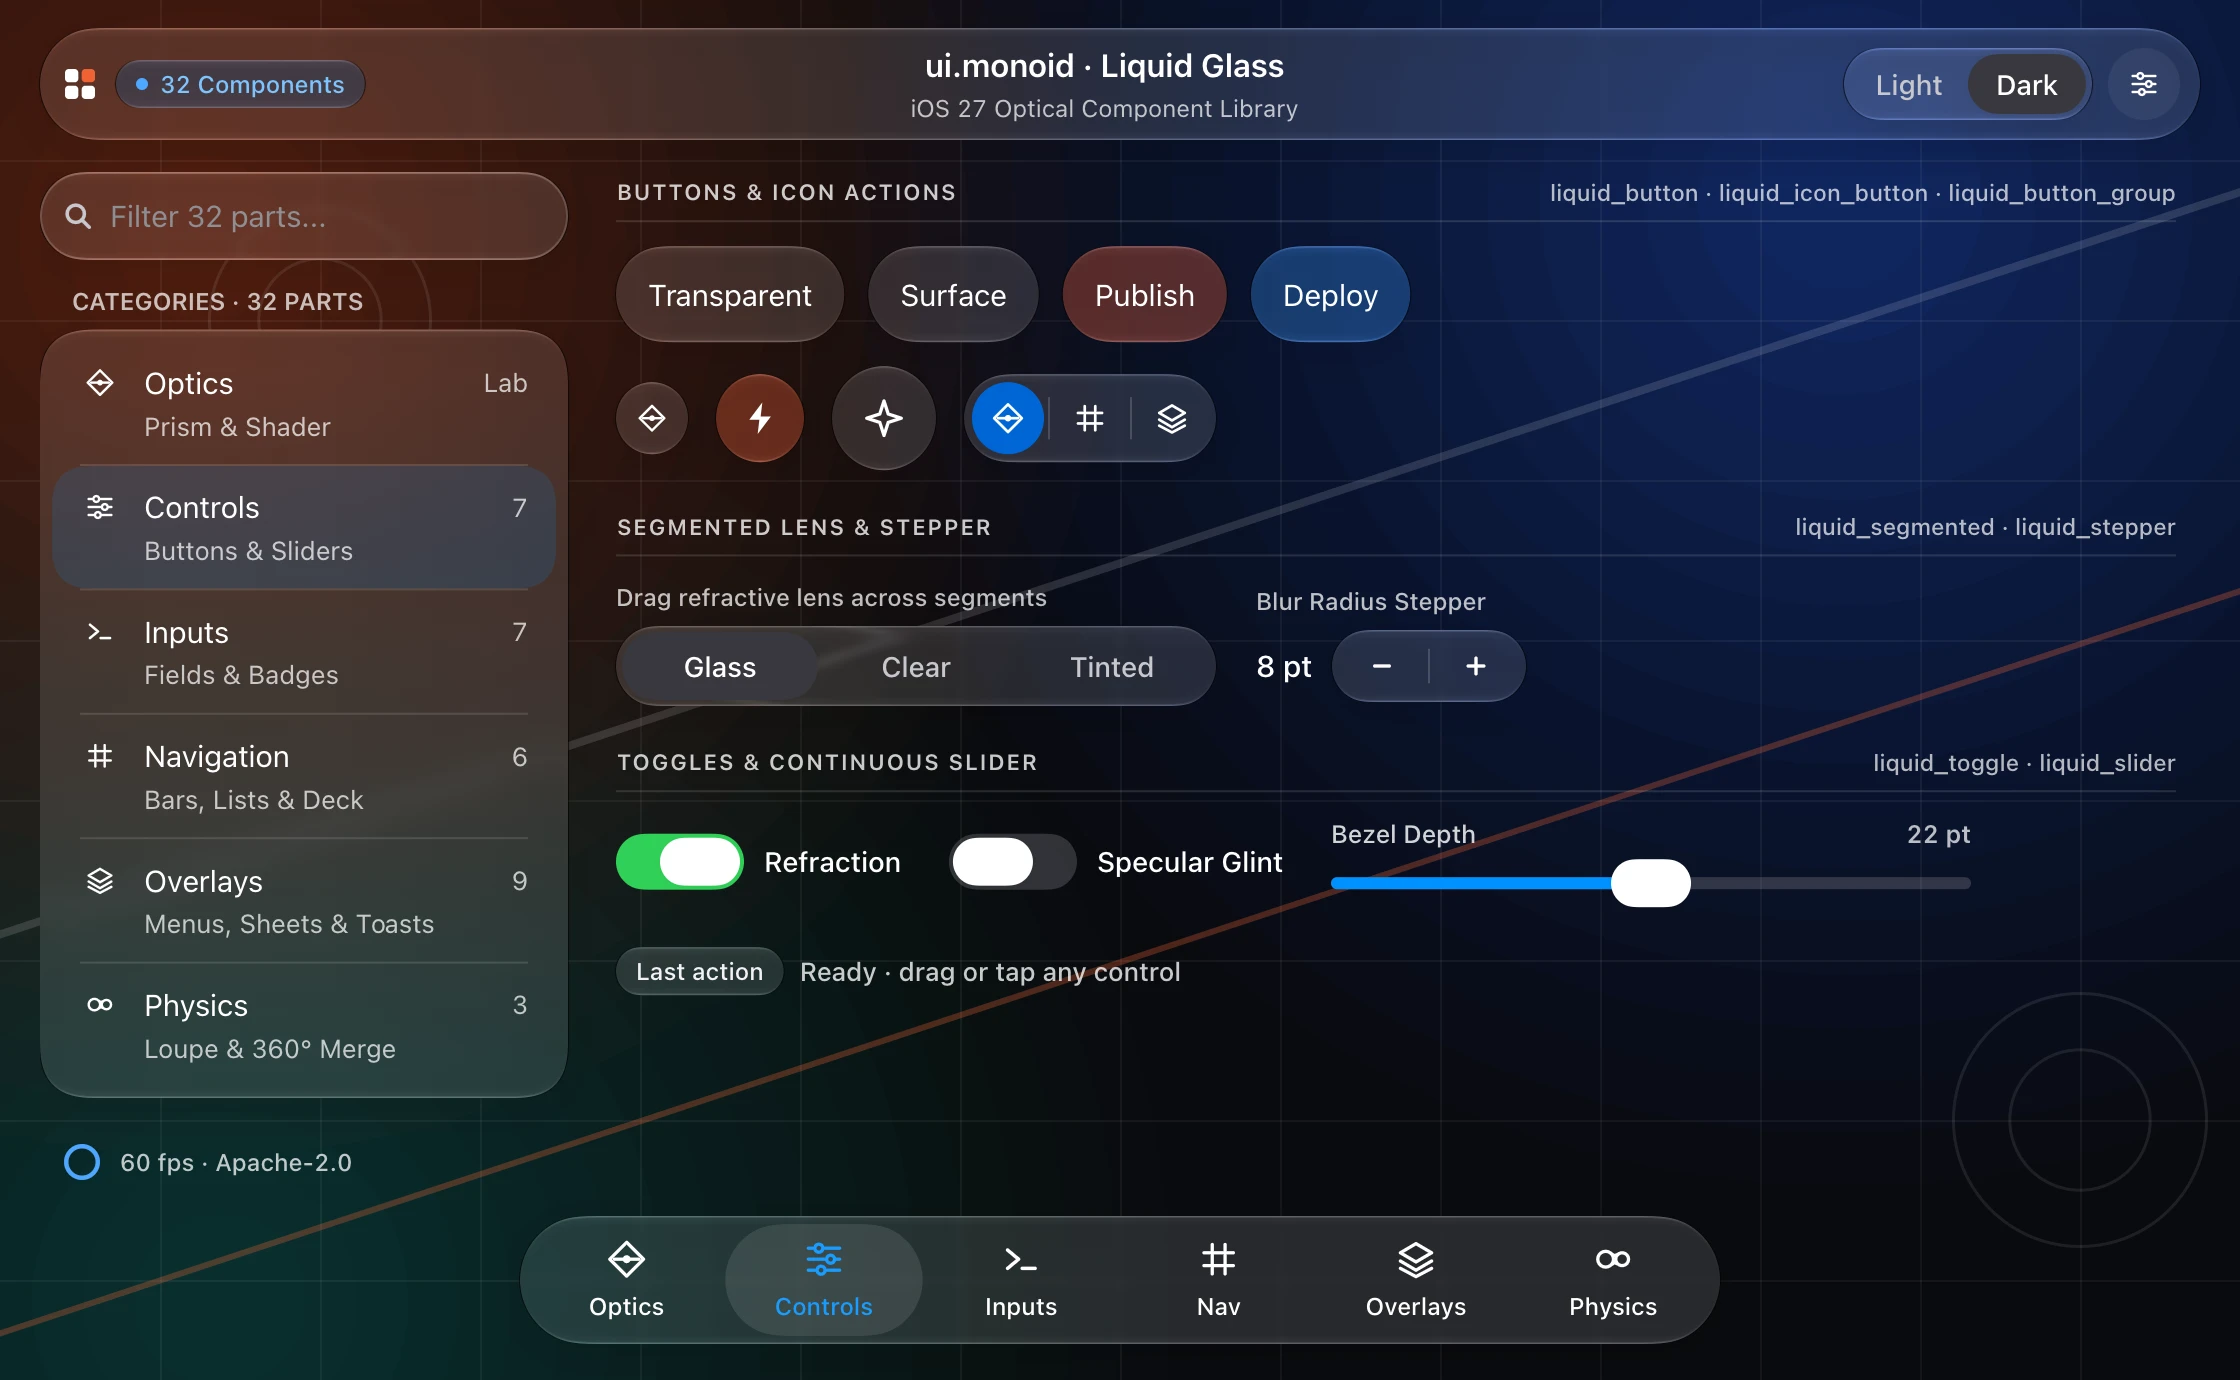 32 Components
ui.monoid · Liquid Glass
iOS 27 Optical Component Library
Light
Dark
Filter 32 parts...
CATEGORIES · 32 PARTS
Optics
Lab
Prism & Shader
Controls
7
Buttons & Sliders
Inputs
7
Fields & Badges
Navigation
6
Bars, Lists & Deck
Overlays
9
Menus, Sheets & Toasts
Physics
3
Loupe & 360° Merge
60 fps · Apache-2.0
BUTTONS & ICON ACTIONS
liquid_button · liquid_icon_button · liquid_button_group
Transparent
Surface
Publish
Deploy
SEGMENTED LENS & STEPPER
liquid_segmented · liquid_stepper
Drag refractive lens across segments
Blur Radius Stepper
Glass
Clear
Tinted
8 pt
TOGGLES & CONTINUOUS SLIDER
liquid_toggle · liquid_slider
Refraction
Specular Glint
Bezel Depth
22 pt
Last action
Ready · drag or tap any control
Optics
Controls
Inputs
Nav
Overlays
Physics